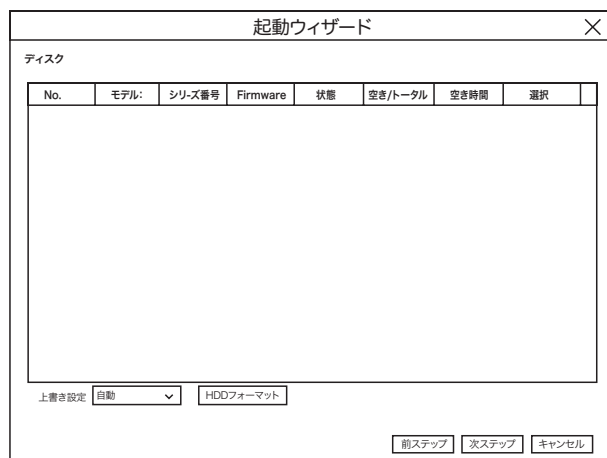 起動ウィザード
ディスク
No. モデル: シリ-ズ番号 Firmware 状態 空き/トータル 空き時間 選択
上書き設定 自動 HDDフォーマット
前ステップ 次ステップ キャンセル